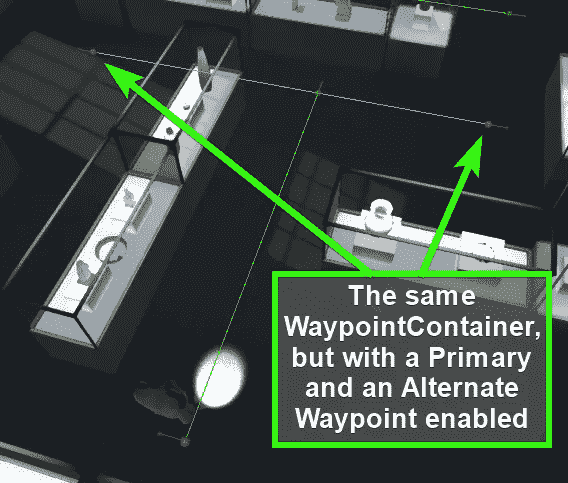 The same
WaypointContainer,
but with a Primary
and an Alternate
Waypoint enabled